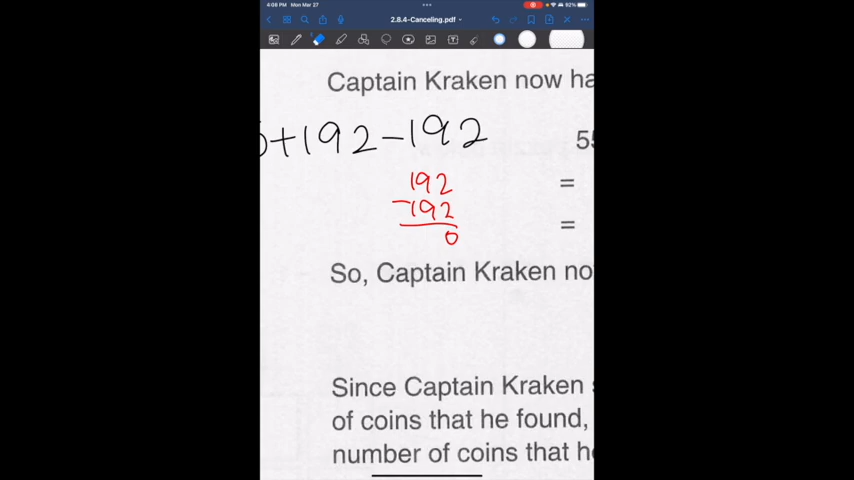 4:08 PM Mon Mar 27
92%
2.8.4-Canceling.pdf
Captain Kraken now ha
+192-192
55
192
=
-192
0
=
So, Captain Kraken no
Since Captain Kraken
of coins that he found,
number of coins that he